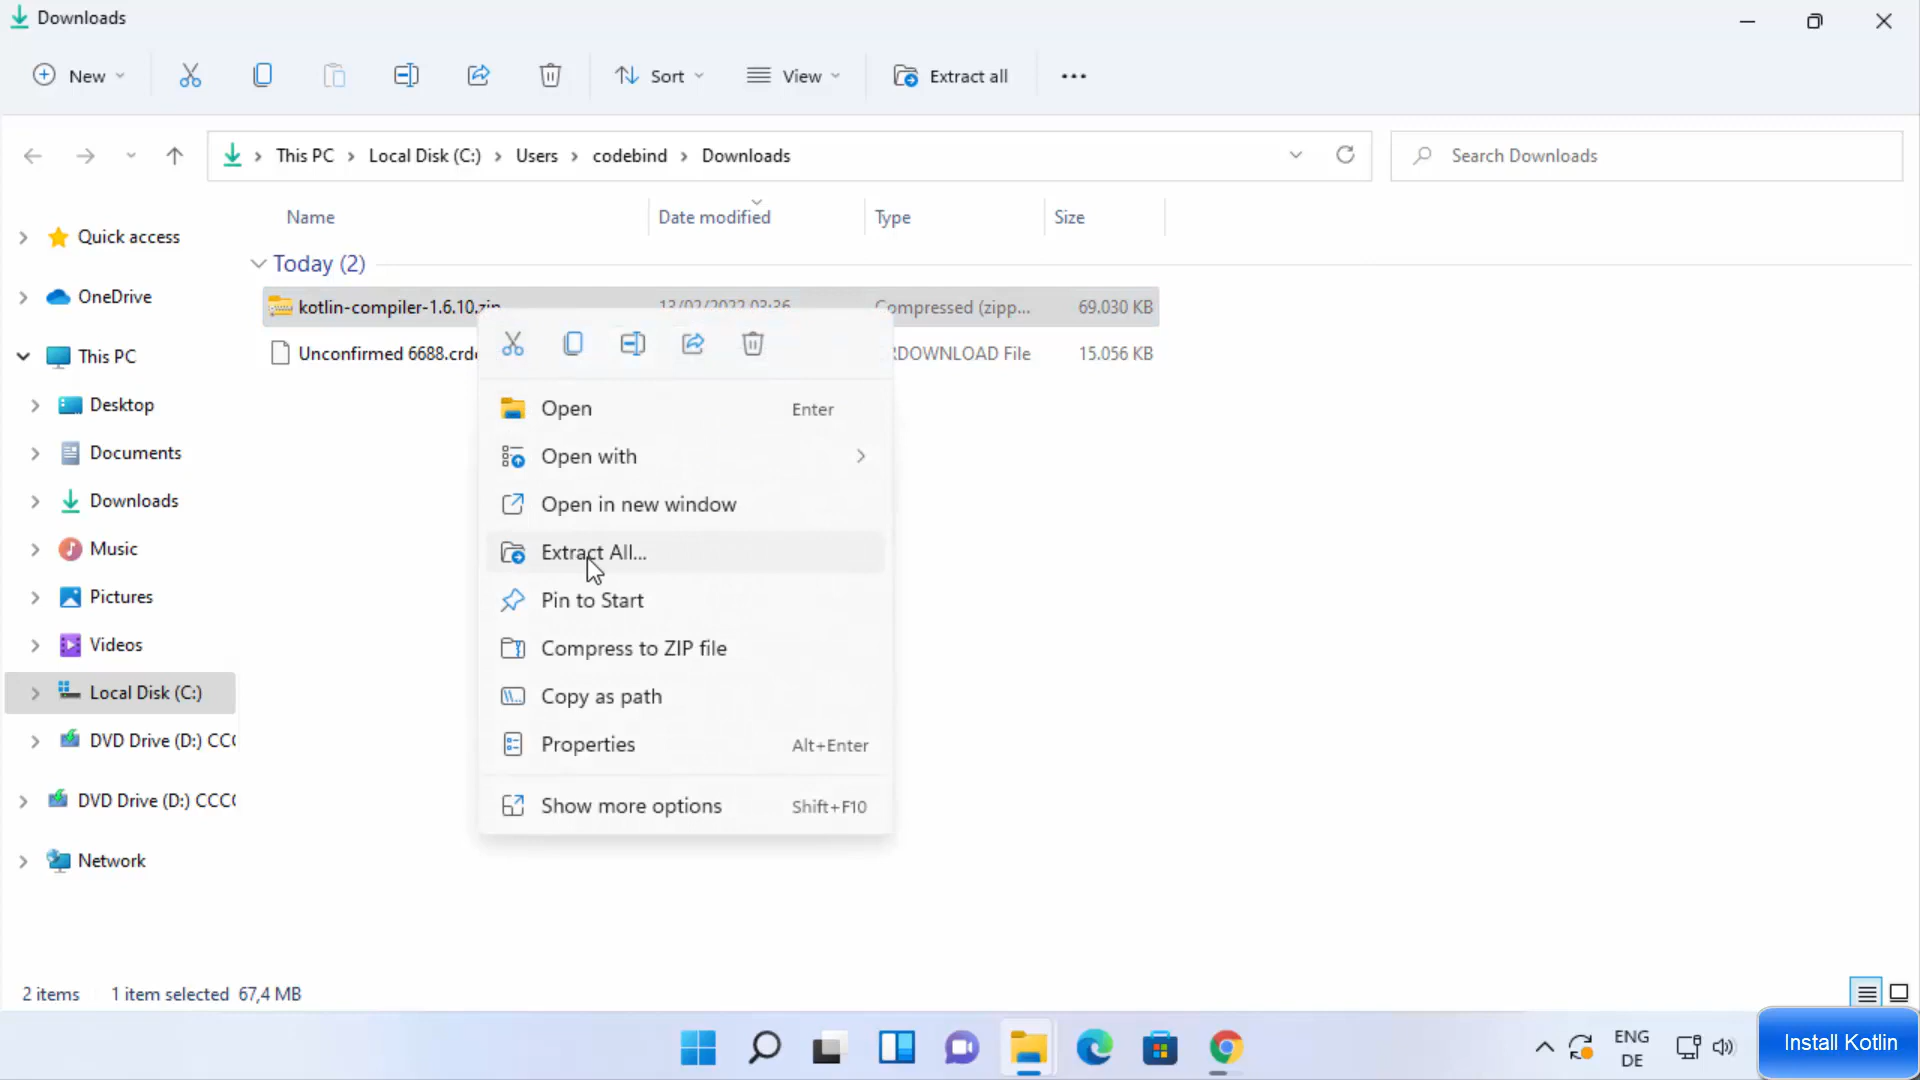 Downloads
New
Sort
View
Extract all
This PC
Local Disk (C:)
Users
codebind
Downloads
Search Downloads
Name
Date modified
Type
Size
Today (2)
kotlin-compiler-1.6.10.zip
13/02/2022 03:36
Compressed (zipp...
69.030 KB
Unconfirmed 6688.crd
DOWNLOAD File
15.056 KB
Quick access
OneDrive
This PC
Desktop
Documents
Downloads
Music
Pictures
Videos
Local Disk (C:)
DVD Drive (D:) CCC
DVD Drive (D:) CCC
Network
Open Enter
Open with
Open in new window
Extract All...
Pin to Start
Compress to ZIP file
Copy as path
Properties Alt+Enter
Show more options Shift+F10
2 items
1 item selected 67,4 MB
ENG
DE
Install Kotlin